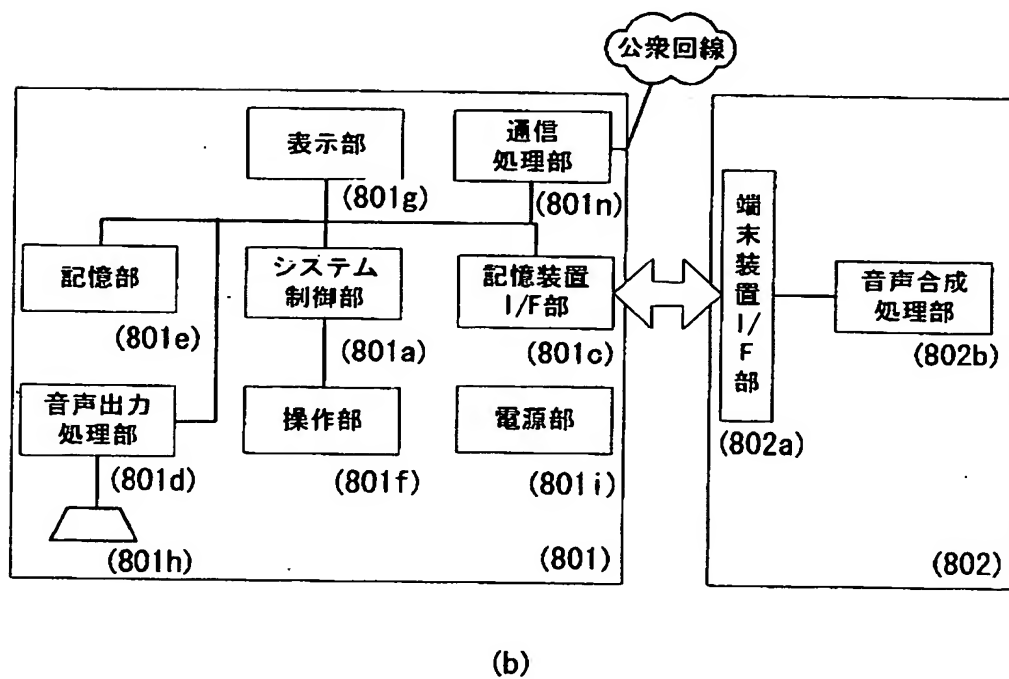 公衆回線
表示部
(801g)
通信
処理部
(801n)
記憶部
(801e)
システム
制御部
(801a)
記憶装置
I/F部
(801c)
端末装置I/F部
(802a)
音声合成
処理部
(802b)
音声出力
処理部
(801d)
操作部
(801f)
電源部
(801i)
(801h)
(801)
(802)
(b)